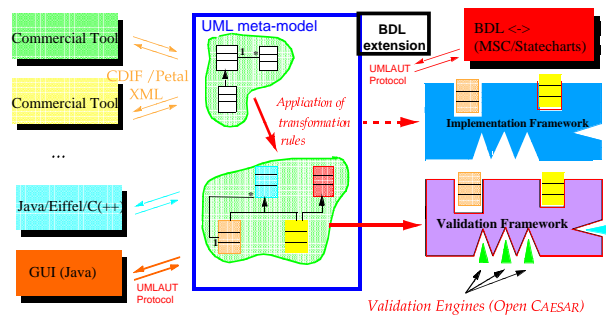 Commercial Tool
CDIF /Petal
XML
Commercial Tool
...
Java/Eiffel/C(++)
GUI (Java)
UMLAUT
Protocol
UML meta-model
1
*
Application of
transformation
rules
*
1
BDL
extension
BDL <->
(MSC/Statecharts)
UMLAUT
Protocol
Implementation Framework
Validation Framework
Validation Engines (Open CAESAR)